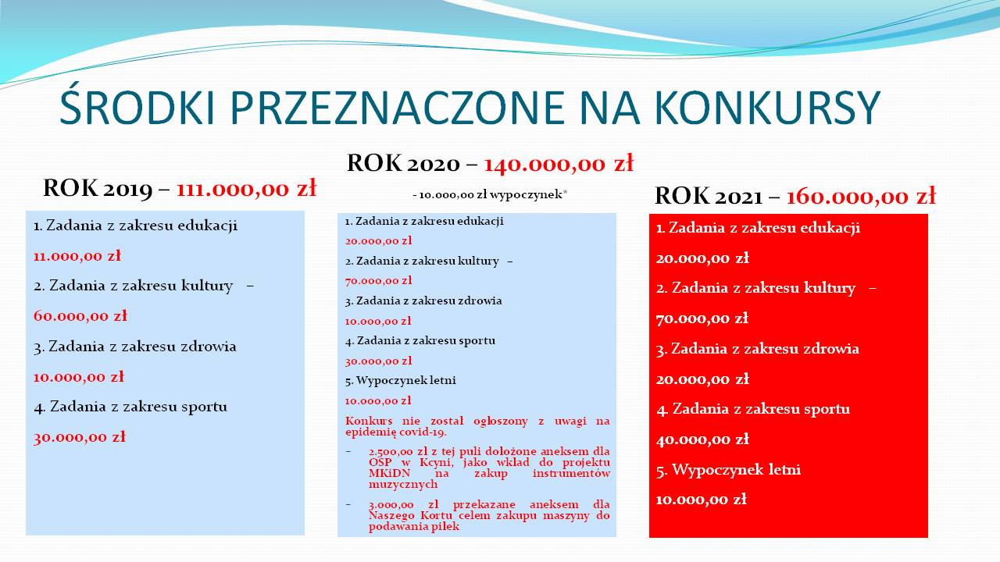 ŚRODKI PRZEZNACZONE NA KONKURSY
ROK 2019 – 111.000,00 zł
1. Zadania z zakresu edukacji
11.000,00 zł
2. Zadania z zakresu kultury –
60.000,00 zł
3. Zadania z zakresu zdrowia
10.000,00 zł
4. Zadania z zakresu sportu
30.000,00 zł
ROK 2020 – 140.000,00 zł
- 10.000,00 zł wypoczynek*
1. Zadania z zakresu edukacji
20.000,00 zł
2. Zadania z zakresu kultury –
70.000,00 zł
3. Zadania z zakresu zdrowia
10.000,00 zł
4. Zadania z zakresu sportu
30.000,00 zł
5. Wypoczynek letni
10.000,00 zł
Konkurs nie został ogłoszony z uwagi na
epidemię covid-19.
– 2.500,00 zł z tej puli dołożone aneksem dla
OSP w Kcyni, jako wkład do projektu
MKiDN na zakup instrumentów
muzycznych
– 3.000,00 zł przekazane aneksem dla
Naszego Kortu celem zakupu maszyny do
podawania piłek
ROK 2021 – 160.000,00 zł
1. Zadania z zakresu edukacji
20.000,00 zł
2. Zadania z zakresu kultury –
70.000,00 zł
3. Zadania z zakresu zdrowia
20.000,00 zł
4. Zadania z zakresu sportu
40.000,00 zł
5. Wypoczynek letni
10.000,00 zł